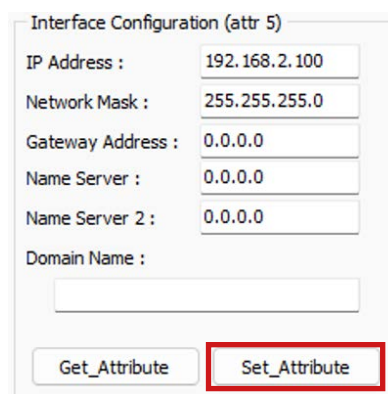 Interface Configuration (attr 5)
IP Address : 192.168.2.100
Network Mask : 255.255.255.0
Gateway Address : 0.0.0.0
Name Server : 0.0.0.0
Name Server 2 : 0.0.0.0
Domain Name :
Get_Attribute Set_Attribute